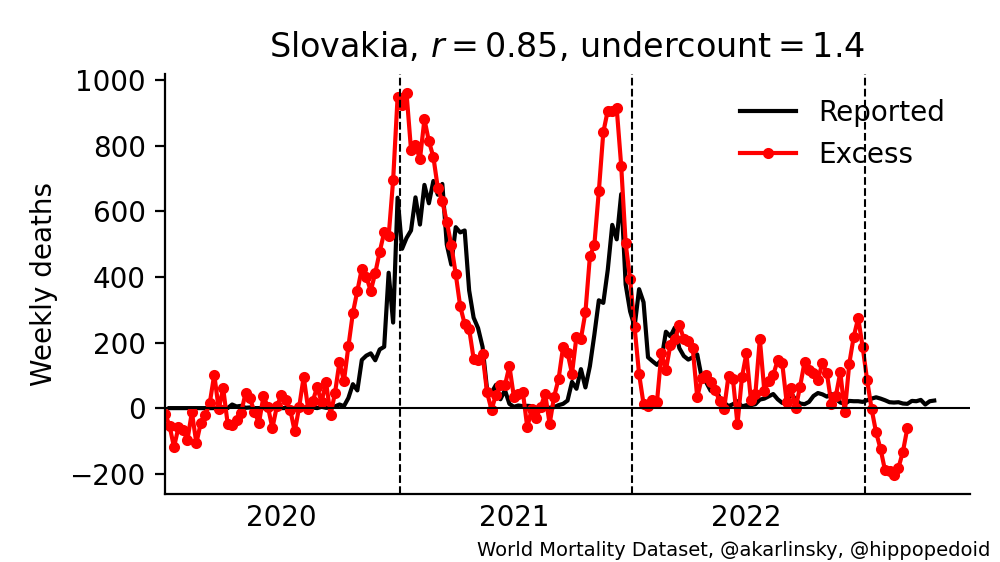 Slovakia, r = 0.85, undercount = 1.4
Weekly deaths
1000
800
600
400
200
0
−200
Reported
Excess
2020
2021
2022
World Mortality Dataset, @akarlinsky, @hippopedoid